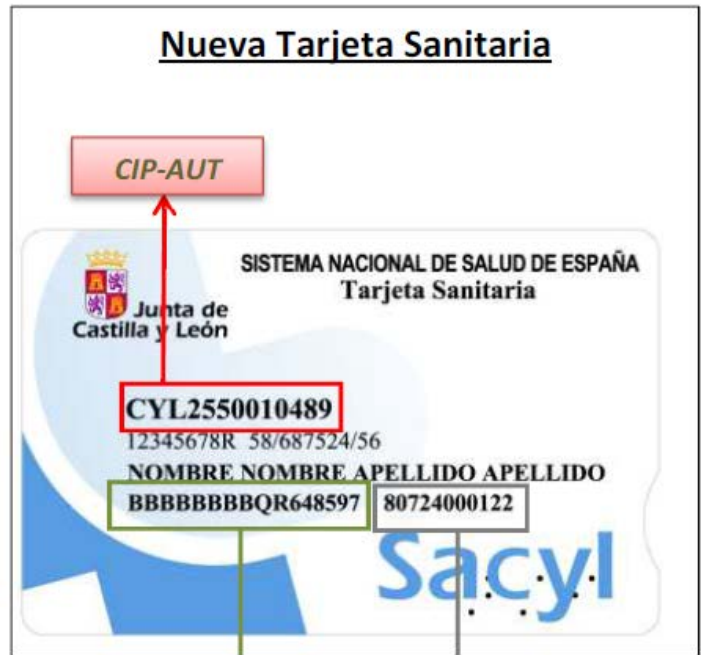 Nueva Tarjeta Sanitaria
CIP-AUT
SISTEMA NACIONAL DE SALUD DE ESPAÑA
Tarjeta Sanitaria
Junta de
Castilla y León
CYL2550010489
12345678R 58/687524/56
NOMBRE NOMBRE APELLIDO APELLIDO
BBBBBBBBQR648597 80724000122
Sacyl